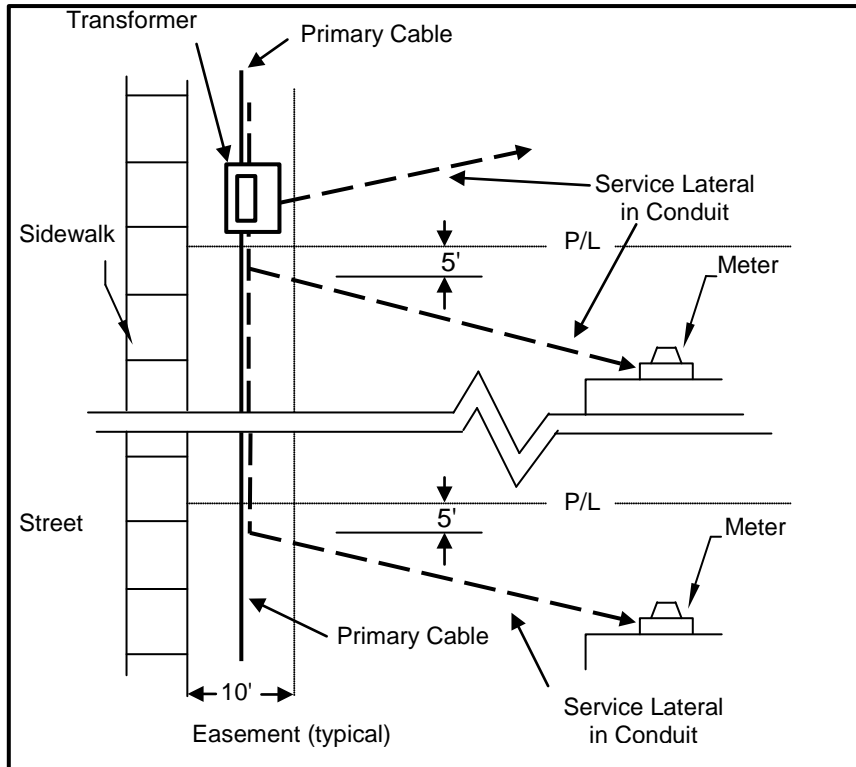 Transformer
Primary Cable
Service Lateral
in Conduit
Sidewalk
P/L
5'
Meter
P/L
Street
5'
Meter
Primary Cable
10'
Service Lateral
in Conduit
Easement (typical)